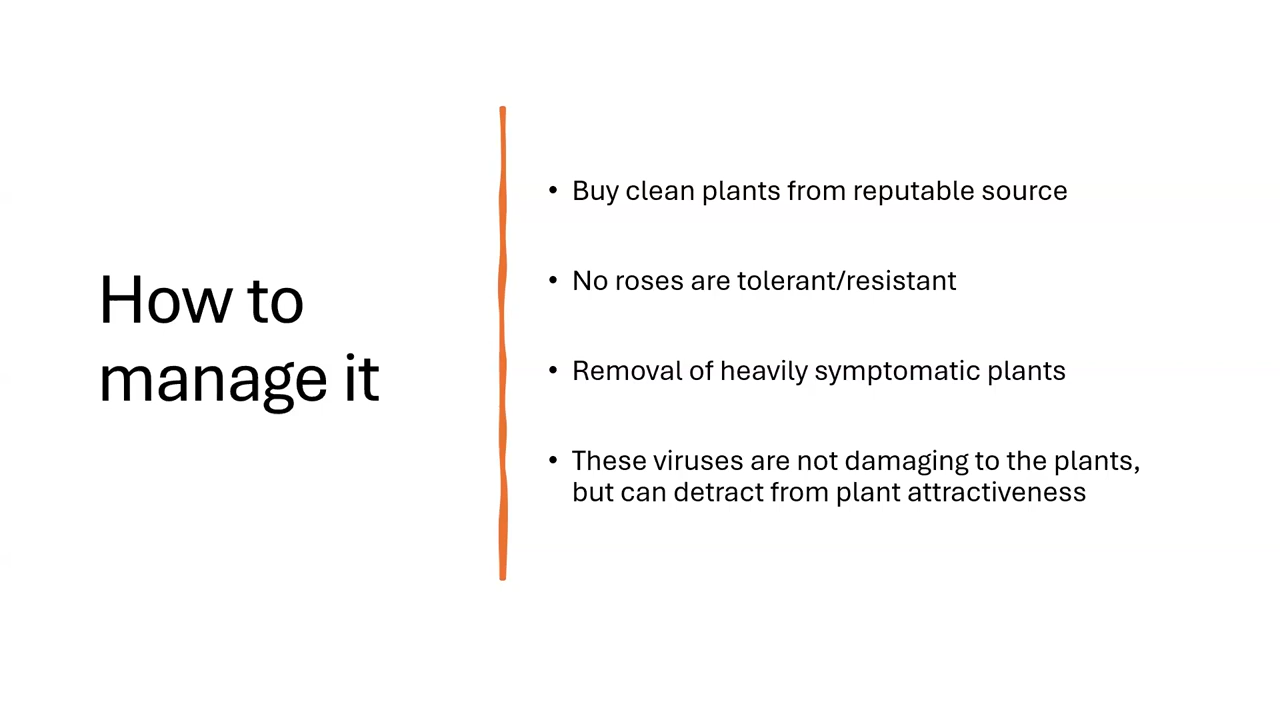 How to
manage it
• Buy clean plants from reputable source
• No roses are tolerant/resistant
• Removal of heavily symptomatic plants
• These viruses are not damaging to the plants,
but can detract from plant attractiveness